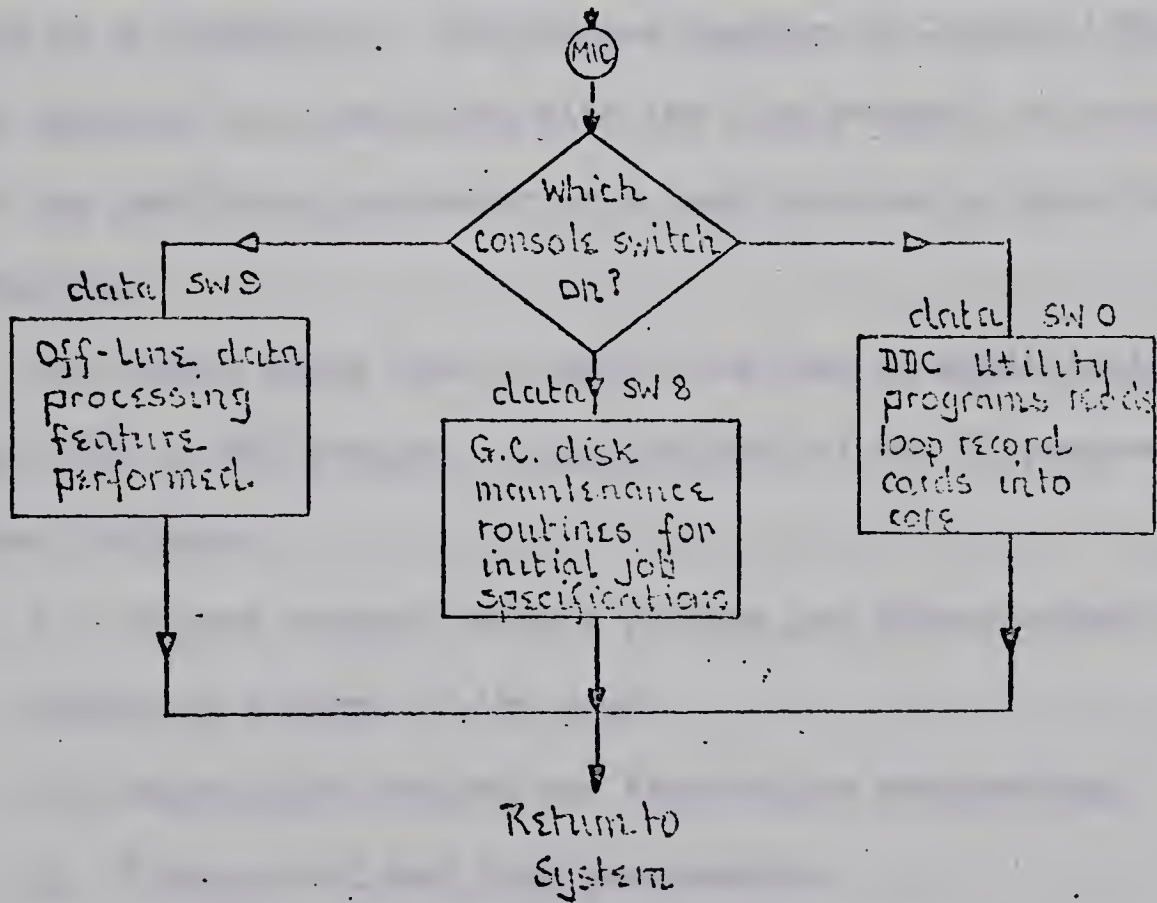 MIC
Which
console switch
on?
data SW 9
Off-Line data
processing
feature
performed.
data SW 8
G.C. disk
maintenance
routines for
initial job
specifications
data SW 0
DDC Utility
programs reads
loop record
cards into
core
Return to
System